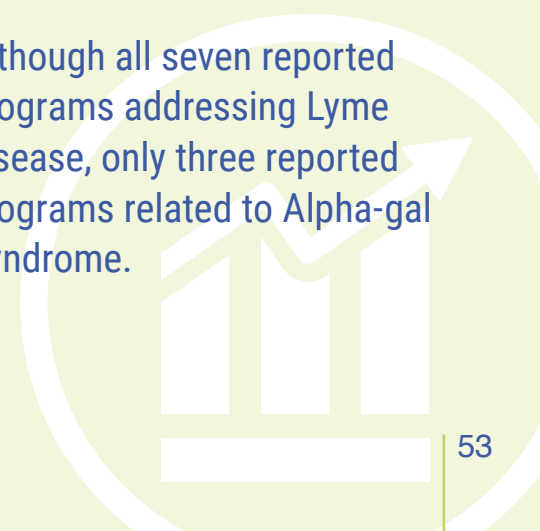 though all seven reported
ograms addressing Lyme
sease, only three reported
ograms related to Alpha-gal
ndrome.
53